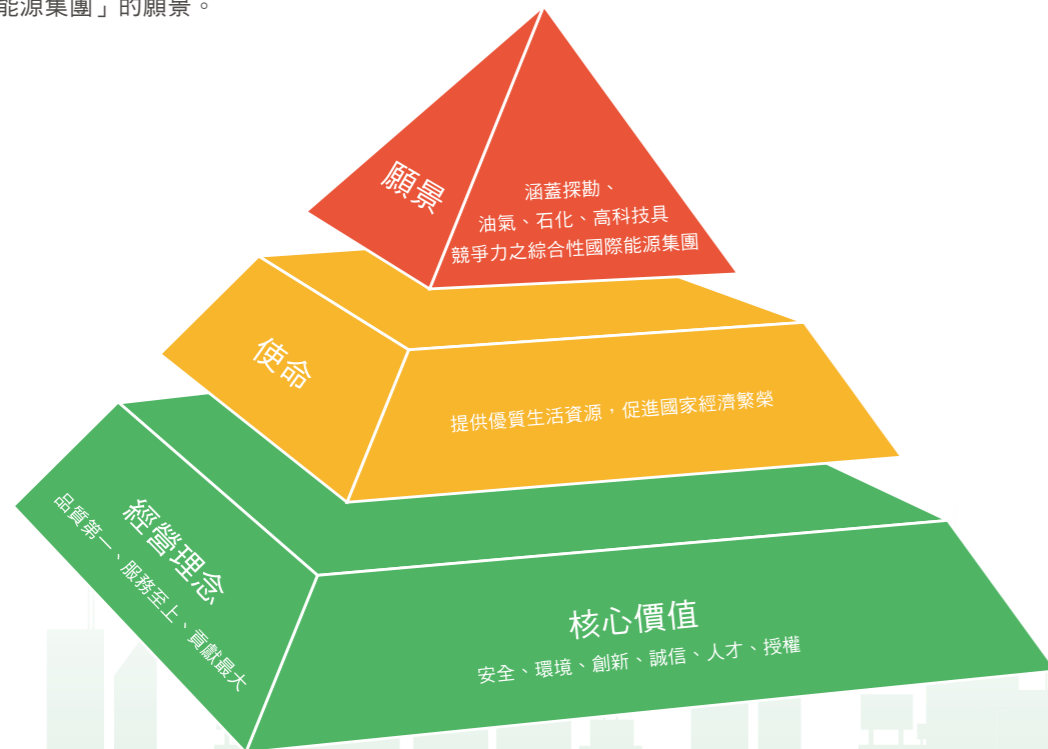 能源集團」的願景。
願景
涵蓋探勘、
油氣、石化、高科技具
競爭力之綜合性國際能源集團
使命
提供優質生活資源，促進國家經濟繁榮
經營理念
品質第一、服務至上、貢獻最大
核心價值
安全、環境、創新、誠信、人才、授權